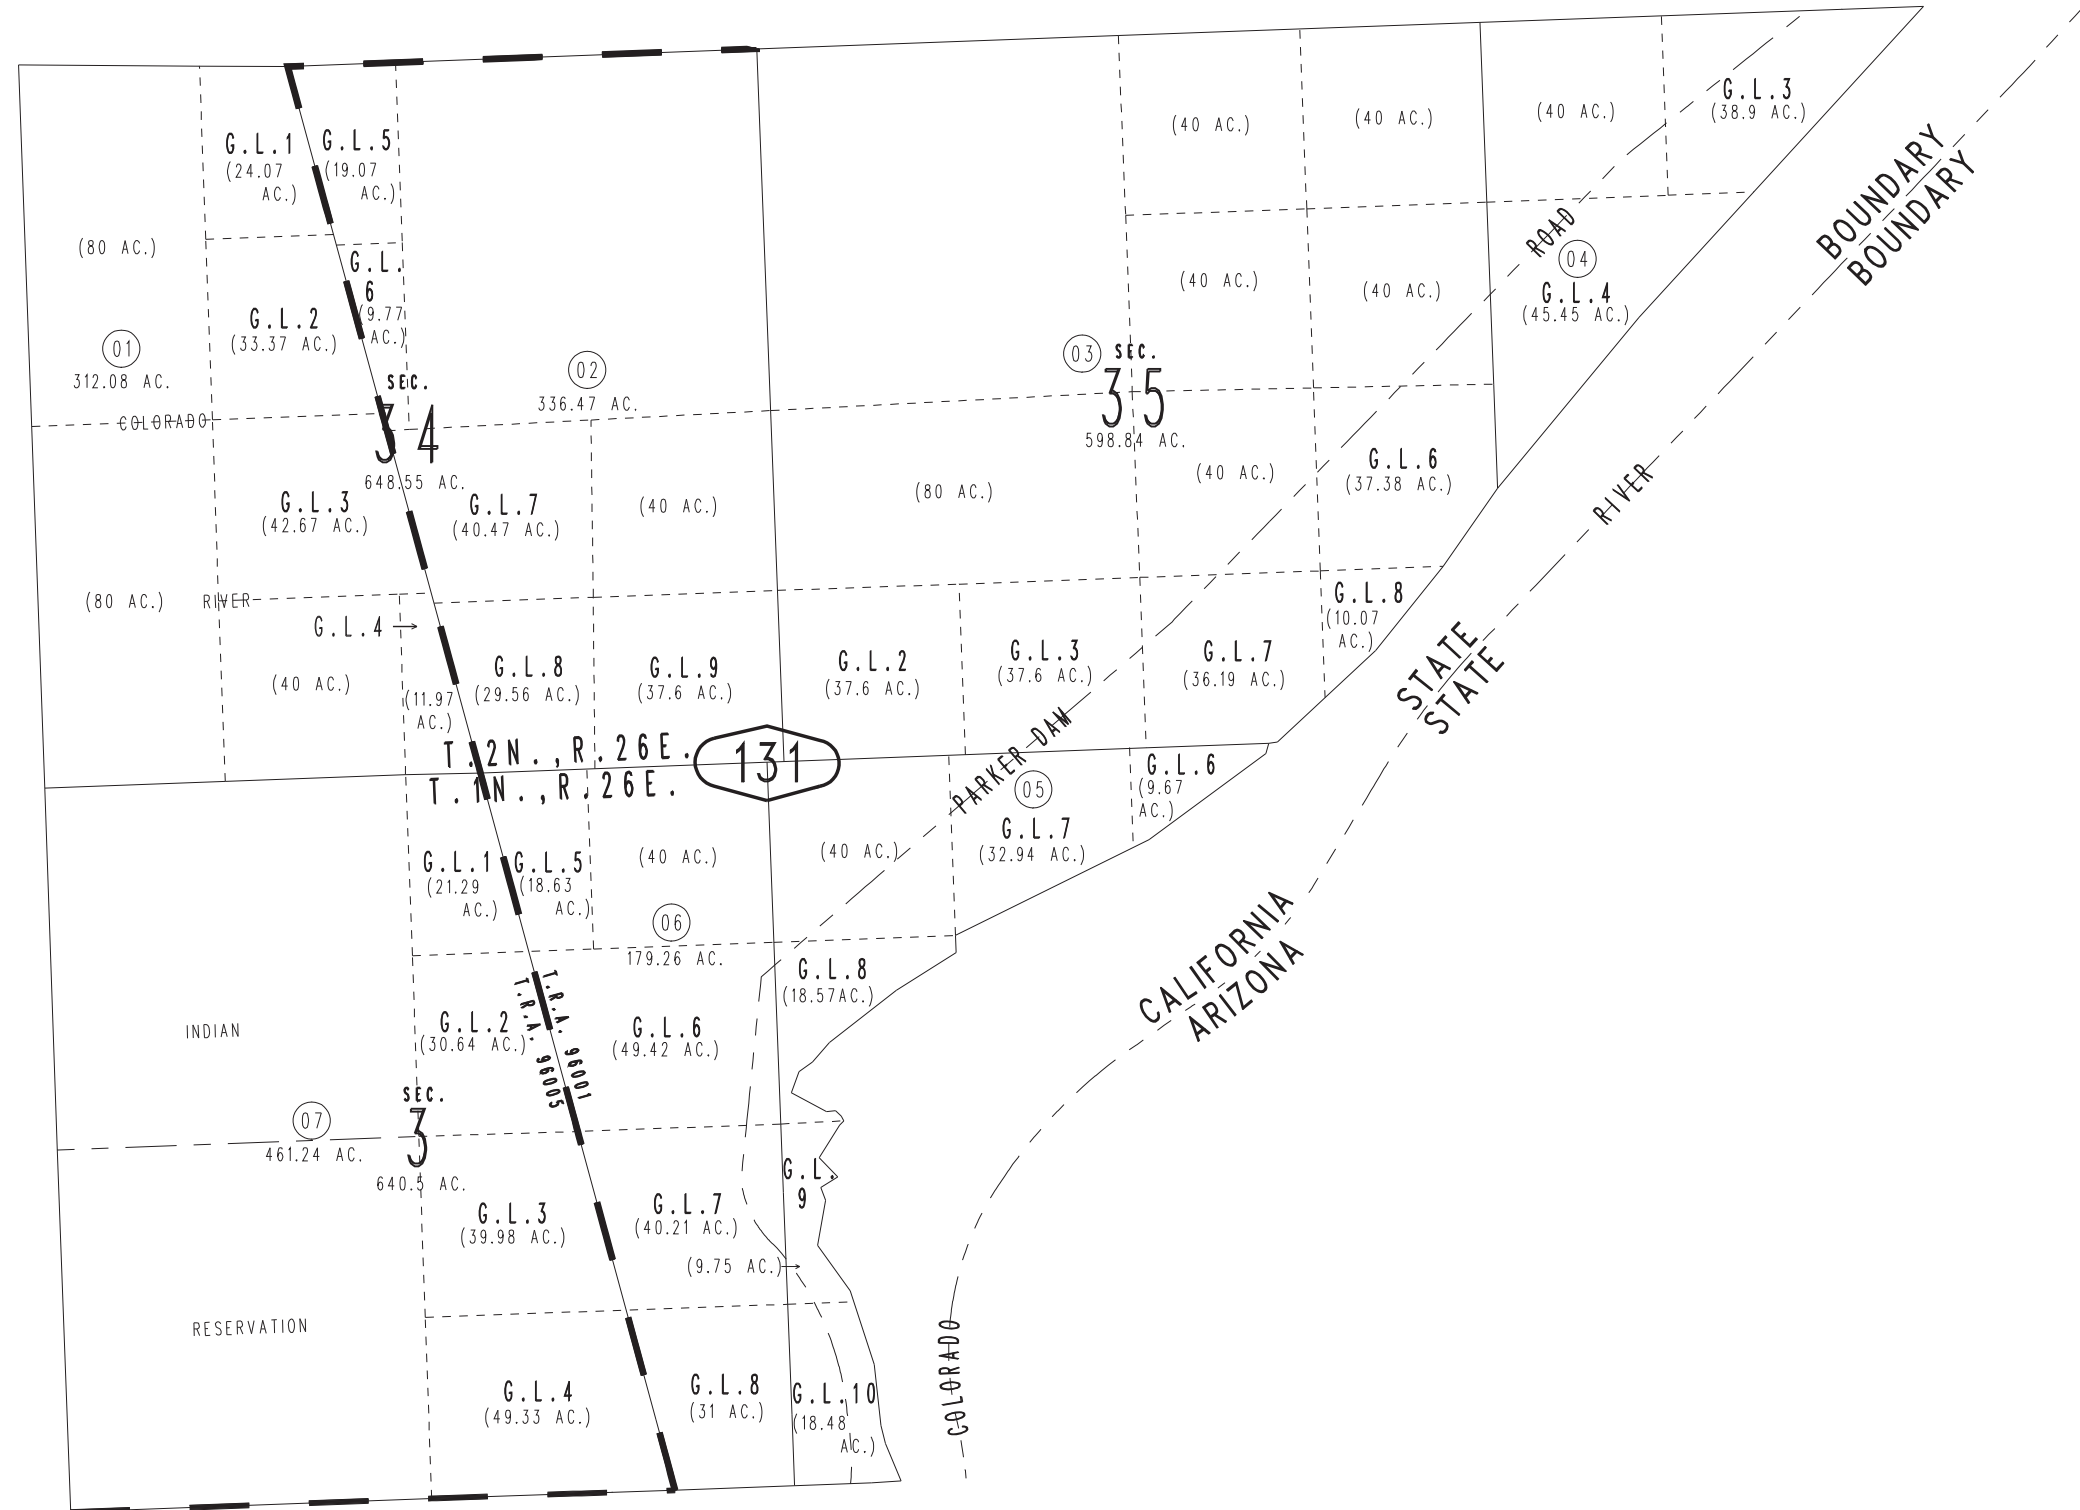 G.L.3
(38.9 AC.)
(40 AC.)
(40 AC.)
(40 AC.)
BOUNDARY
BOUNDARY
G.L.1
(24.07
AC.)
G.L.5
(19.07
AC.)
(80 AC.)
ROAD
04
G.L.4
(45.45 AC.)
G.L.
6
(9.77
AC.)
(40 AC.)
(40 AC.)
G.L.2
(33.37 AC.)
01
312.08 AC.
02
336.47 AC.
03
SEC.
35
598.84 AC.
SEC.
34
648.55 AC.
COLORADO
G.L.3
(42.67 AC.)
G.L.7
(40.47 AC.)
(40 AC.)
(80 AC.)
(40 AC.)
G.L.6
(37.38 AC.)
RIVER
(80 AC.)
RIVER
G.L.4
G.L.8
(10.07
AC.)
(40 AC.)
(11.97
AC.)
G.L.8
(29.56 AC.)
G.L.9
(37.6 AC.)
G.L.2
(37.6 AC.)
G.L.3
(37.6 AC.)
G.L.7
(36.19 AC.)
STATE
STATE
T.2N.,R.26E.
131
T.1N.,R.26E.
PARKER DAM
05
G.L.7
(32.94 AC.)
G.L.6
(9.67
AC.)
G.L.1
(21.29
AC.)
G.L.5
(18.63
AC.)
(40 AC.)
(40 AC.)
06
179.26 AC.
G.L.8
(18.57AC.)
CALIFORNIA
ARIZONA
T.R.A. 96001
T.R.A. 96005
INDIAN
G.L.2
(30.64 AC.)
G.L.6
(49.42 AC.)
07
461.24 AC.
SEC.
3
640.5 AC.
G.L.
9
G.L.3
(39.98 AC.)
G.L.7
(40.21 AC.)
(9.75 AC.)
RESERVATION
G.L.4
(49.33 AC.)
G.L.8
(31 AC.)
G.L.10
(18.48
AC.)
COLORADO